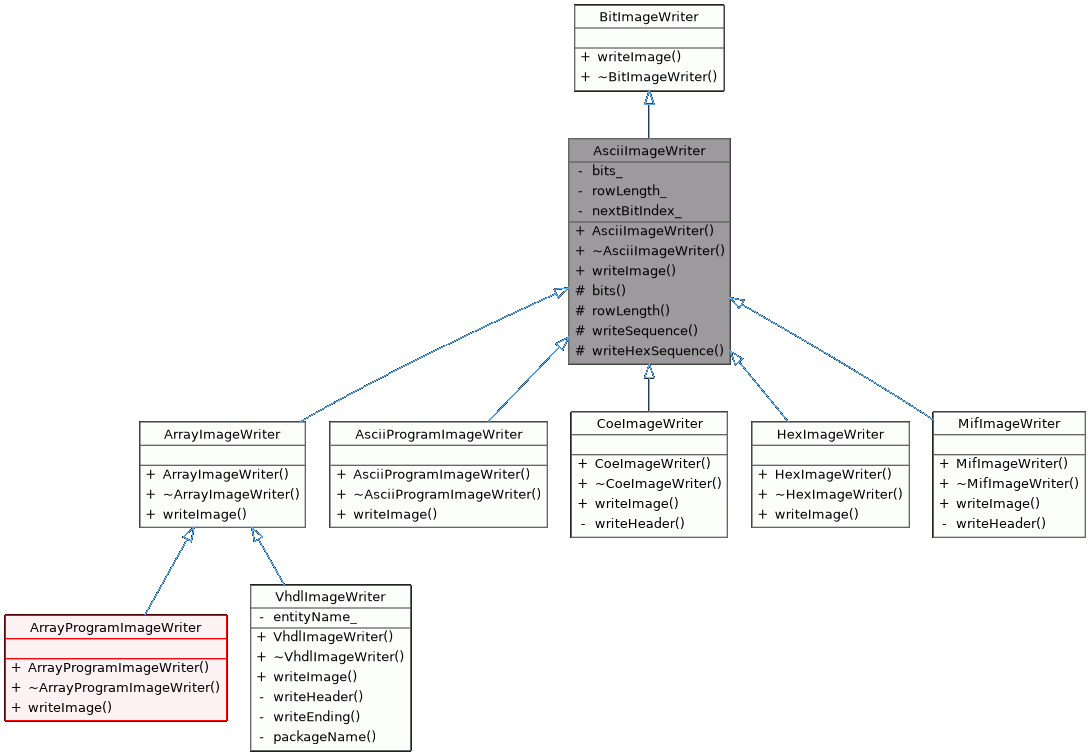 BitImageWriter
+ writeImage()
+ ~BitImageWriter()
AsciiImageWriter
- bits_
- rowLength_
- nextBitIndex_
+ AsciiImageWriter()
+ ~AsciiImageWriter()
+ writeImage()
# bits()
# rowLength()
# writeSequence()
# writeHexSequence()
ArrayImageWriter
+ ArrayImageWriter()
+ ~ArrayImageWriter()
+ writeImage()
AsciiProgramImageWriter
+ AsciiProgramImageWriter()
+ ~AsciiProgramImageWriter()
+ writeImage()
CoeImageWriter
+ CoeImageWriter()
+ ~CoeImageWriter()
+ writeImage()
- writeHeader()
HexImageWriter
+ HexImageWriter()
+ ~HexImageWriter()
+ writeImage()
MifImageWriter
+ MifImageWriter()
+ ~MifImageWriter()
+ writeImage()
- writeHeader()
ArrayProgramImageWriter
+ ArrayProgramImageWriter()
+ ~ArrayProgramImageWriter()
+ writeImage()
VhdlImageWriter
- entityName_
+ VhdlImageWriter()
+ ~VhdlImageWriter()
+ writeImage()
- writeHeader()
- writeEnding()
- packageName()